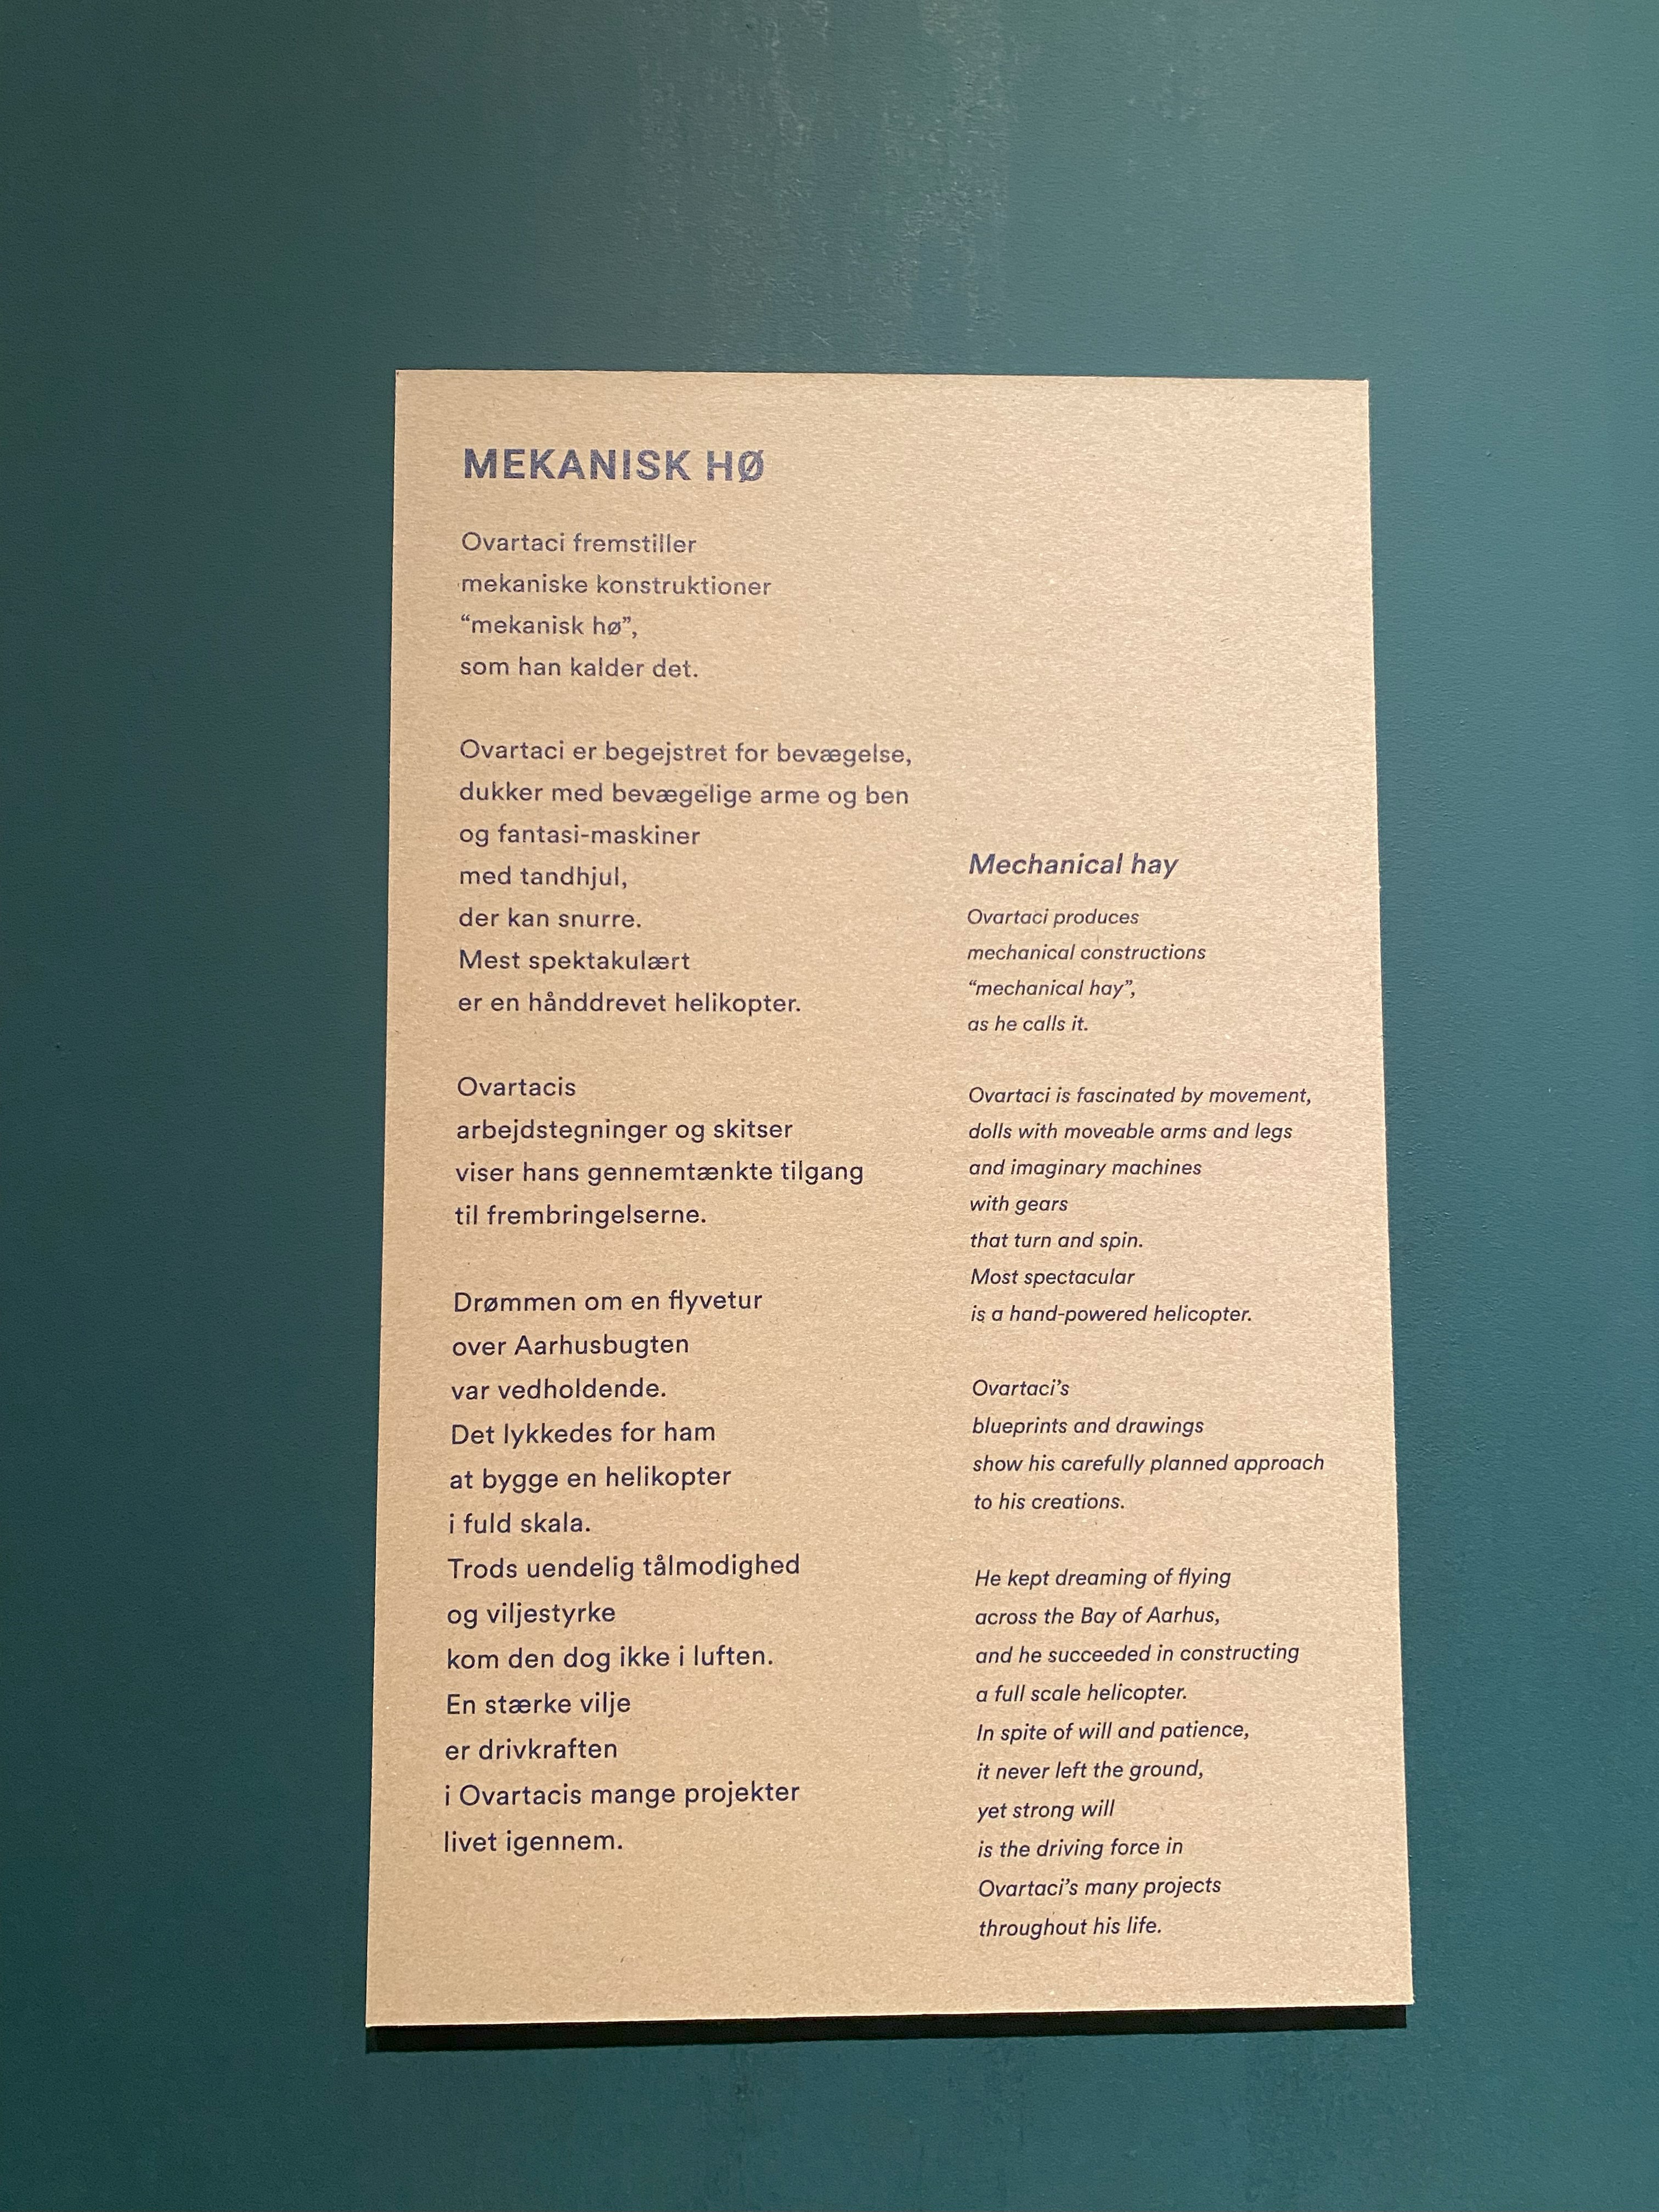 MEKANISK HØ
Ovartaci fremstiller
mekaniske konstruktioner
“mekanisk hø”,
som han kalder det.
Ovartaci er begejstret for bevægelse,
dukker med bevægelige arme og ben
og fantasi-maskiner
med tandhjul,
der kan snurre.
Mest spektakulært
er en hånddrevet helikopter.
Ovartacis
arbejdstegninger og skitser
viser hans gennemtænkte tilgang
til frembringelserne.
Drømmen om en flyvetur
over Aarhusbugten
var vedholdende.
Det lykkedes for ham
at bygge en helikopter
i fuld skala.
Trods uendelig tålmodighed
og viljestyrke
kom den dog ikke i luften.
En stærke vilje
er drivkraften
i Ovartacis mange projekter
livet igennem.
Mechanical hay
Ovartaci produces
mechanical constructions
“mechanical hay”,
as he calls it.
Ovartaci is fascinated by movement,
dolls with moveable arms and legs
and imaginary machines
with gears
that turn and spin.
Most spectacular
is a hand-powered helicopter.
Ovartaci’s
blueprints and drawings
show his carefully planned approach
to his creations.
He kept dreaming of flying
across the Bay of Aarhus,
and he succeeded in constructing
a full scale helicopter.
In spite of will and patience,
it never left the ground,
yet strong will
is the driving force in
Ovartaci’s many projects
throughout his life.